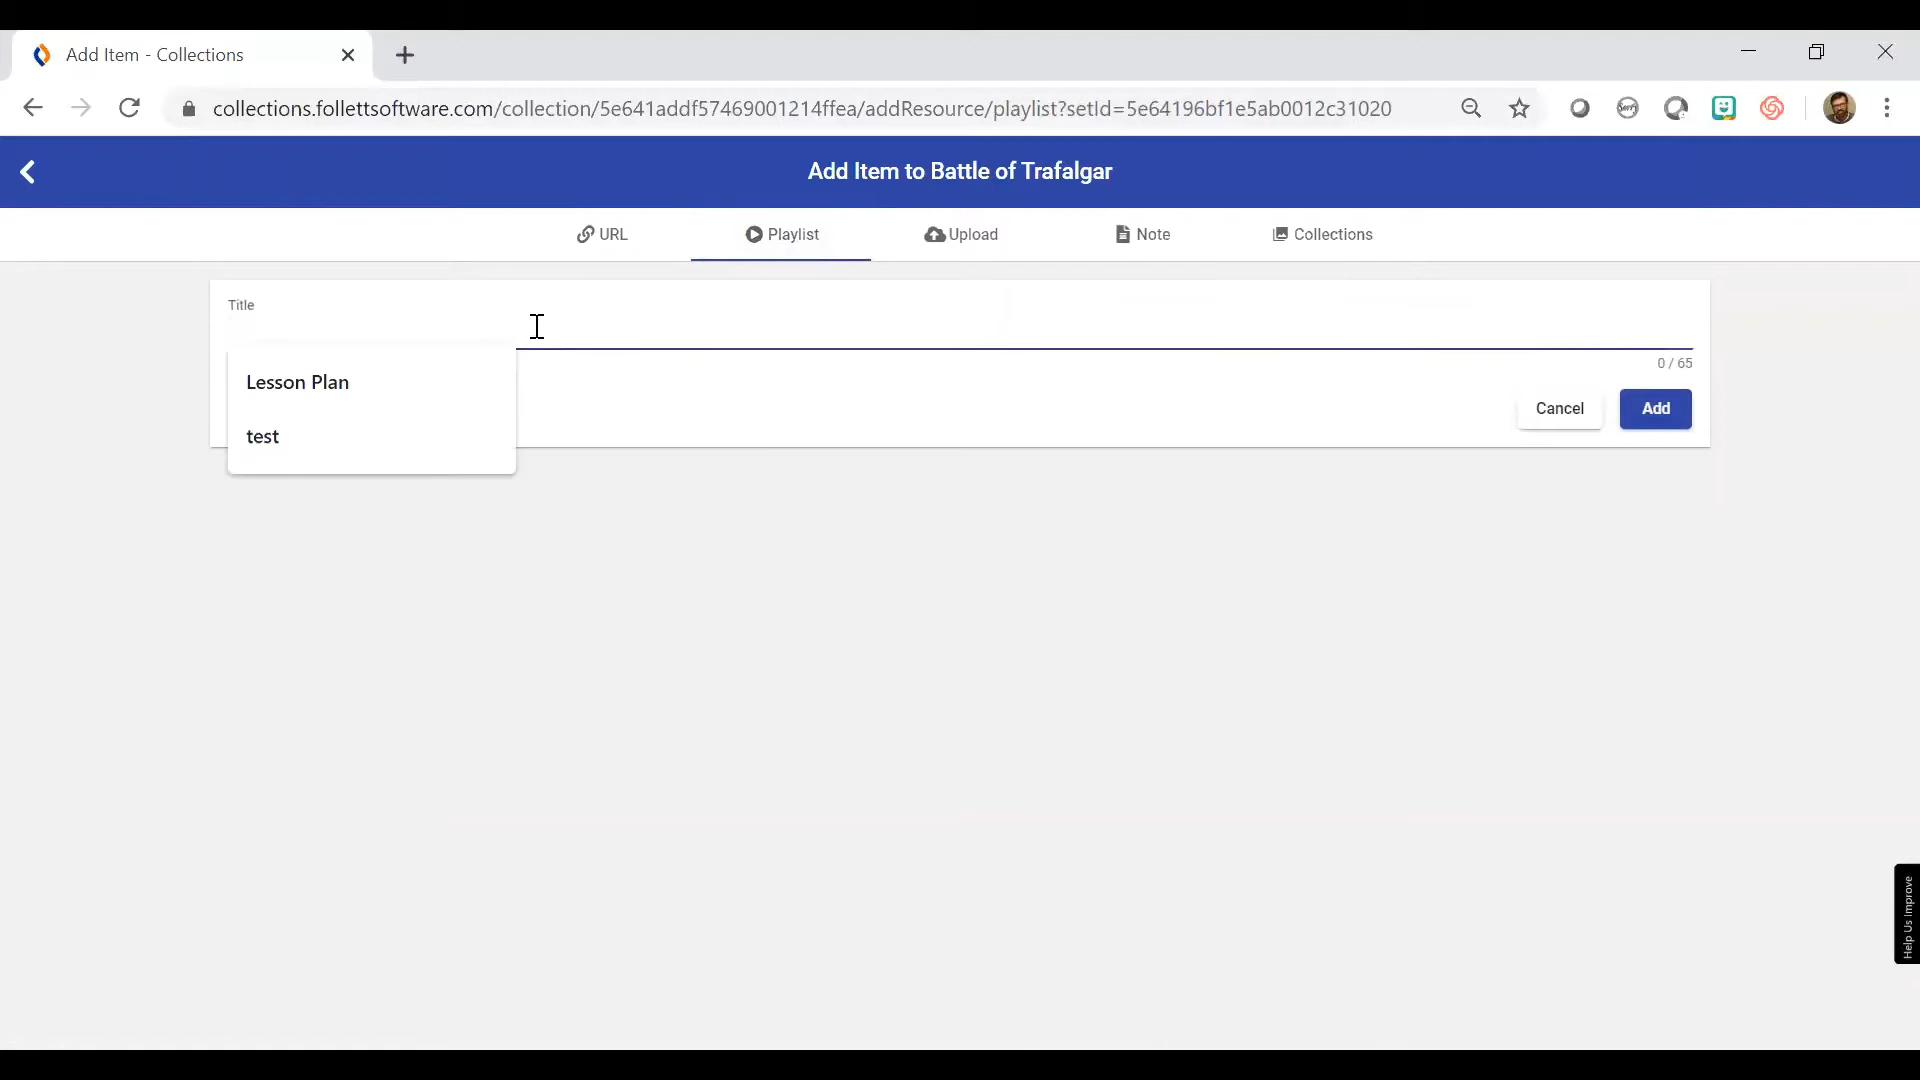 Add Item - Collections
collections.follettsoftware.com/collection/5e641addf57469001214ffea/addResource/playlist?setId=5e64196bf1e5ab0012c31020
Add Item to Battle of Trafalgar
URL
Playlist
Upload
Note
Collections
Title
0 / 65
Lesson Plan
test
Cancel
Add
Help Us Improve